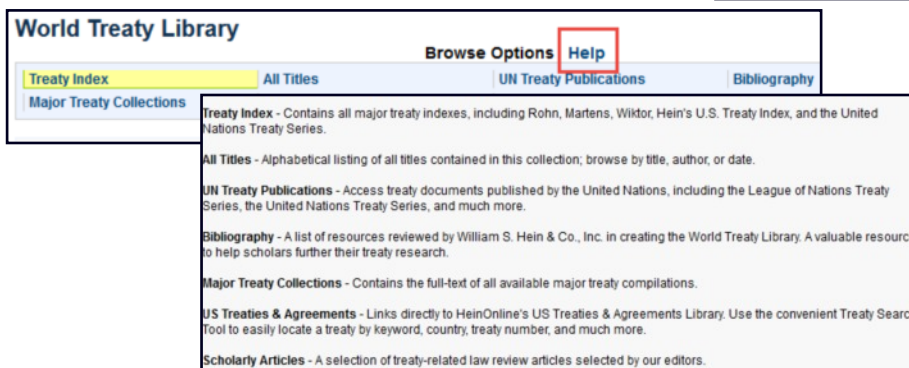 World Treaty Library
Browse Options Help
Treaty Index All Titles UN Treaty Publications Bibliography
Major Treaty Collections
Treaty Index - Contains all major treaty indexes, including Rohn, Martens, Wiktor, Hein's U.S. Treaty Index, and the United
Nations Treaty Series.
All Titles - Alphabetical listing of all titles contained in this collection; browse by title, author, or date.
UN Treaty Publications - Access treaty documents published by the United Nations, including the League of Nations Treaty
Series, the United Nations Treaty Series, and much more.
Bibliography - A list of resources reviewed by William S. Hein & Co., Inc. in creating the World Treaty Library. A valuable resourc
to help scholars further their treaty research.
Major Treaty Collections - Contains the full-text of all available major treaty compilations.
US Treaties & Agreements - Links directly to HeinOnline's US Treaties & Agreements Library. Use the convenient Treaty Searc
Tool to easily locate a treaty by keyword, country, treaty number, and much more.
Scholarly Articles - A selection of treaty-related law review articles selected by our editors.